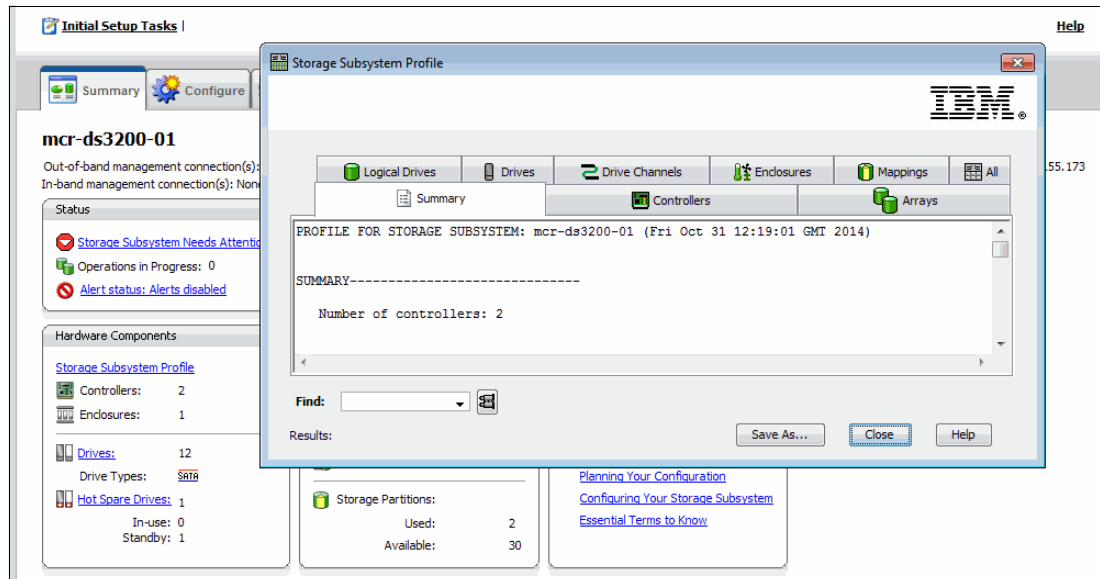 Initial Setup Tasks |
Help
Summary
Configure
mcr-ds3200-01
Out-of-band management connection(s):
.55.173
In-band management connection(s): Non
Status
Storage Subsystem Needs Attentio
Operations in Progress: 0
Alert status: Alerts disabled
Hardware Components
Storage Subsystem Profile
Controllers: 2
Enclosures: 1
Drives: 12
Drive Types: SATA
Hot Spare Drives: 1
In-use: 0
Standby: 1
Storage Subsystem Profile
IBM®
Logical Drives
Drives
Drive Channels
Enclosures
Mappings
All
Summary
Controllers
Arrays
PROFILE FOR STORAGE SUBSYSTEM: mcr-ds3200-01 (Fri Oct 31 12:19:01 GMT 2014)
SUMMARY------------------------------
Number of controllers: 2
Find:
Results:
Save As...
Close
Help
Storage Partitions:
Used: 2
Available: 30
Planning Your Configuration
Configuring Your Storage Subsystem
Essential Terms to Know